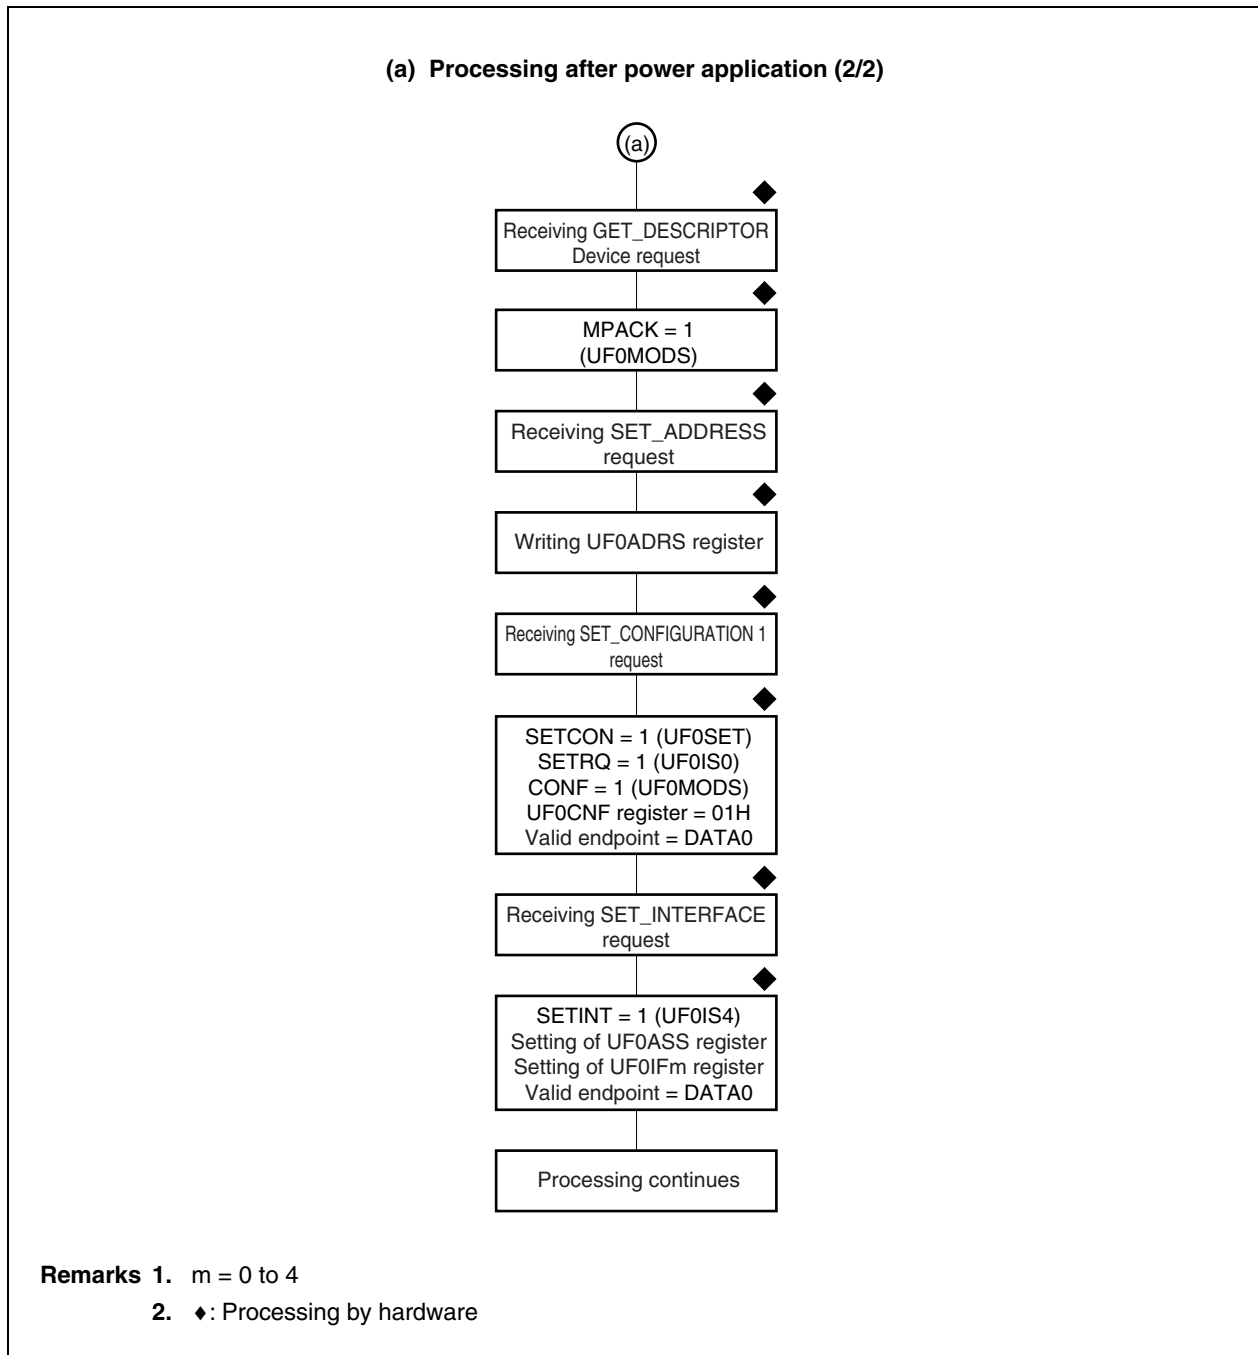 (a) Processing after power application (2/2)
(a)
Receiving GET_DESCRIPTOR
Device request
MPACK = 1
(UF0MODS)
Receiving SET_ADDRESS
request
Writing UF0ADRS register
Receiving SET_CONFIGURATION 1
request
SETCON = 1 (UF0SET)
SETRQ = 1 (UF0IS0)
CONF = 1 (UF0MODS)
UF0CNF register = 01H
Valid endpoint = DATA0
Receiving SET_INTERFACE
request
SETINT = 1 (UF0IS4)
Setting of UF0ASS register
Setting of UF0IFm register
Valid endpoint = DATA0
Processing continues
Remarks 1. m = 0 to 4
2. ♦: Processing by hardware